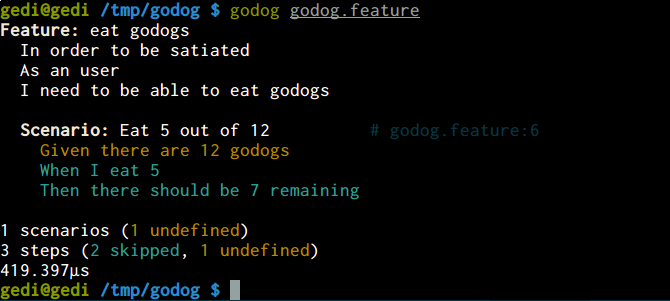 gedi@gedi /tmp/godog $ godog godog.feature
Feature: eat godogs
In order to be satiated
As an user
I need to be able to eat godogs
Scenario: Eat 5 out of 12 # godog.feature:6
Given there are 12 godogs
When I eat 5
Then there should be 7 remaining
1 scenarios (1 undefined)
3 steps (2 skipped, 1 undefined)
419.397µs
gedi@gedi /tmp/godog $